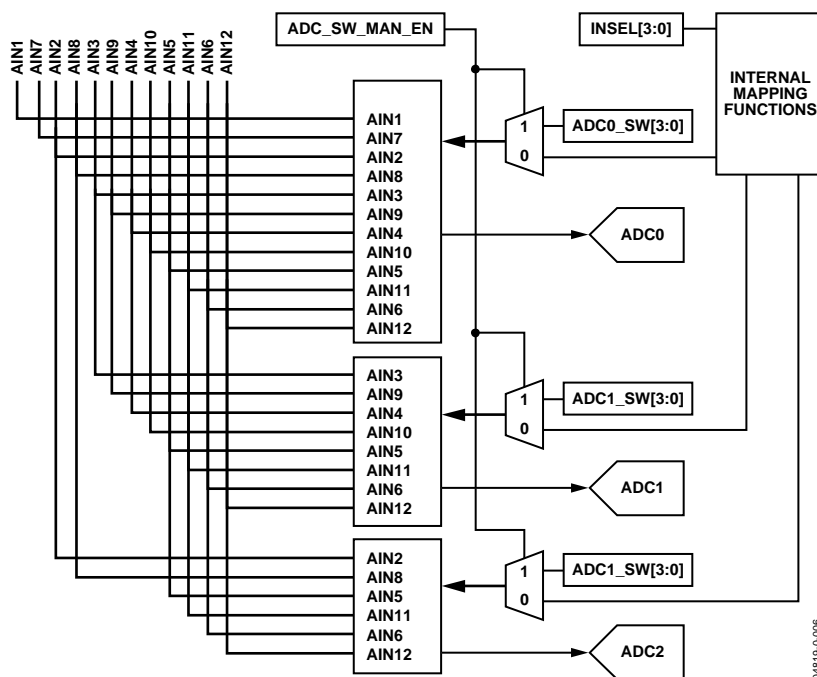 AIN1
AIN7
AIN2
AIN8
AIN3
AIN9
AIN4
AIN10
AIN5
AIN11
AIN6
AIN12
ADC_SW_MAN_EN
INSEL[3:0]
INTERNAL
MAPPING
FUNCTIONS
AIN1
AIN7
AIN2
AIN8
AIN3
AIN9
AIN4
AIN10
AIN5
AIN11
AIN6
AIN12
1
0
ADC0_SW[3:0]
ADC0
AIN3
AIN9
AIN4
AIN10
AIN5
AIN11
AIN6
AIN12
1
0
ADC1_SW[3:0]
ADC1
AIN2
AIN8
AIN5
AIN11
AIN6
AIN12
1
0
ADC1_SW[3:0]
ADC2
04819-0-006